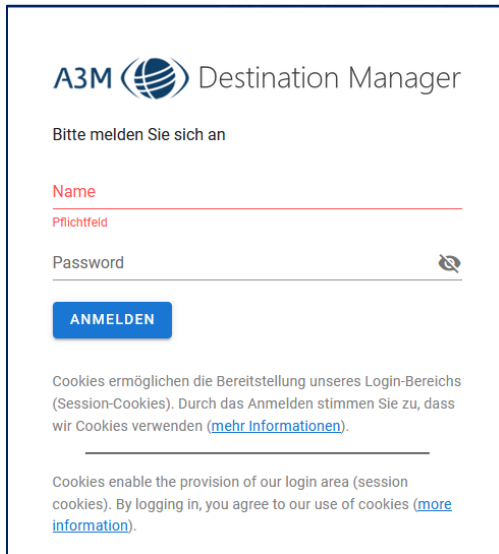 A3M Destination Manager
Bitte melden Sie sich an
Name
Pflichtfeld
Password
ANMELDEN
Cookies ermöglichen die Bereitstellung unseres Login-Bereichs
(Session-Cookies). Durch das Anmelden stimmen Sie zu, dass
wir Cookies verwenden (mehr Informationen).
Cookies enable the provision of our login area (session
cookies). By logging in, you agree to our use of cookies (more
information).